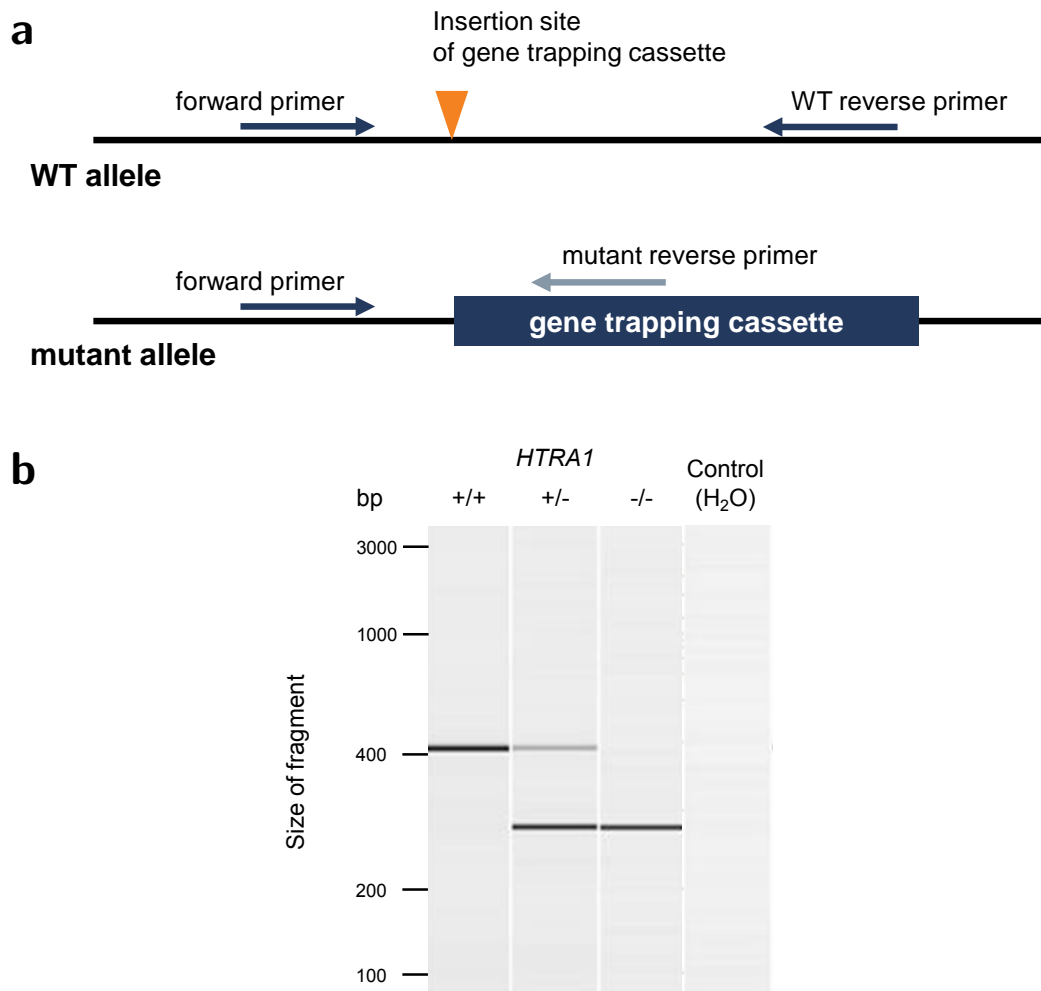 a
Insertion site
of gene trapping cassette
forward primer
WT reverse primer
WT allele
mutant reverse primer
forward primer
gene trapping cassette
mutant allele
b
HTRA1
Control
(H₂O)
bp
+/+
+/-
-/-
3000
1000
400
200
100
Size of fragment